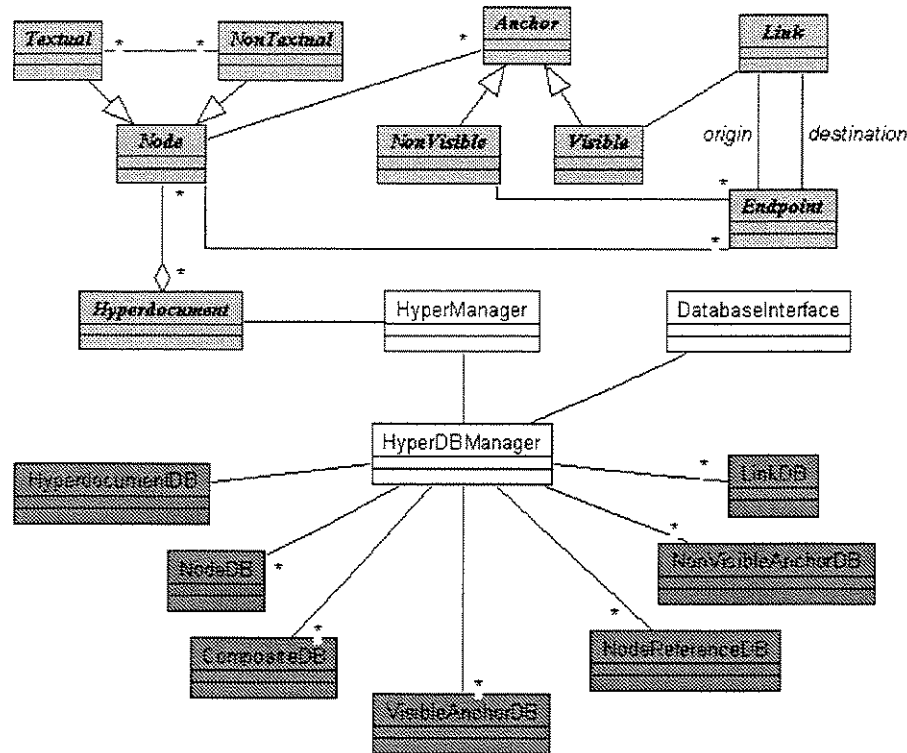 Textual
*
*
NonTextual
*
Anchor
Link
Node
NonVisible
Visible
origin
destination
*
*
Endpoint
*
*
Hyperdocument
HyperManager
DatabaseInterface
HyperDBManager
HyperdocumentDB
*
LinkDB
NodeDB
*
*
NonVisibleAnchorDB
CompositeDB
*
*
NodeReferenceDB
*
VisibleAnchorDB